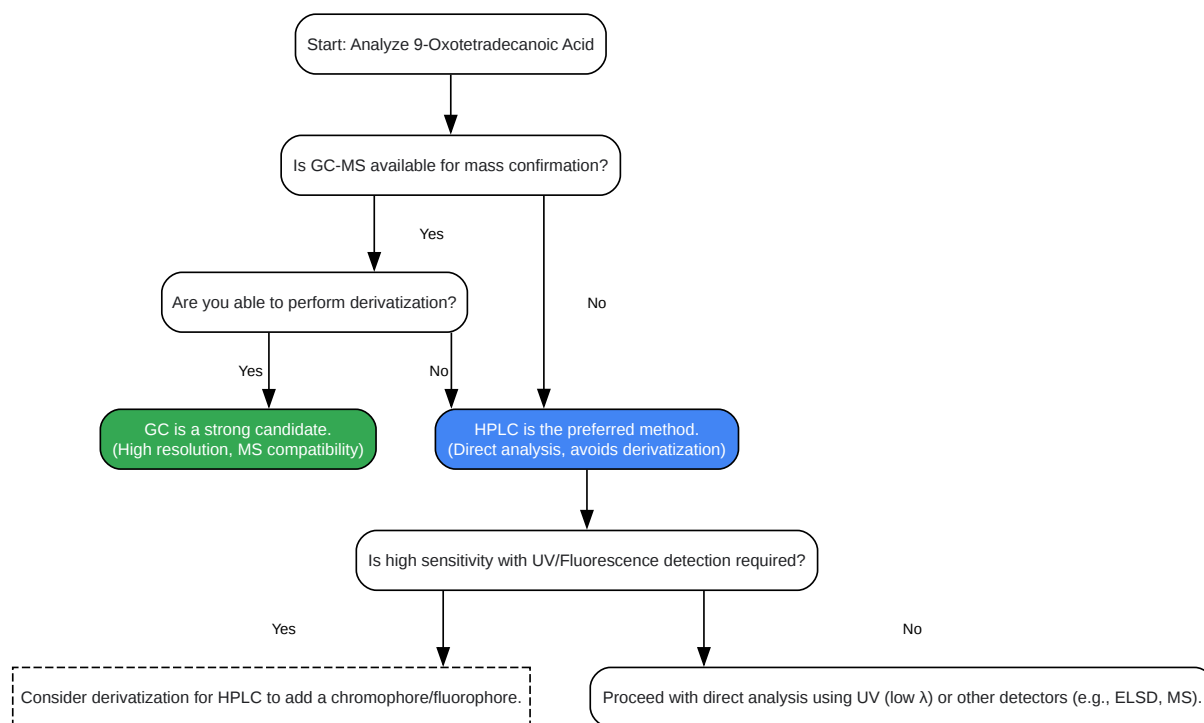 Start: Analyze 9-Oxotetradecanoic Acid
Is GC-MS available for mass confirmation?
Yes
Are you able to perform derivatization?
No
Yes
No
GC is a strong candidate.
(High resolution, MS compatibility)
HPLC is the preferred method.
(Direct analysis, avoids derivatization)
Is high sensitivity with UV/Fluorescence detection required?
Yes
No
Consider derivatization for HPLC to add a chromophore/fluorophore.
Proceed with direct analysis using UV (low λ) or other detectors (e.g., ELSD, MS).